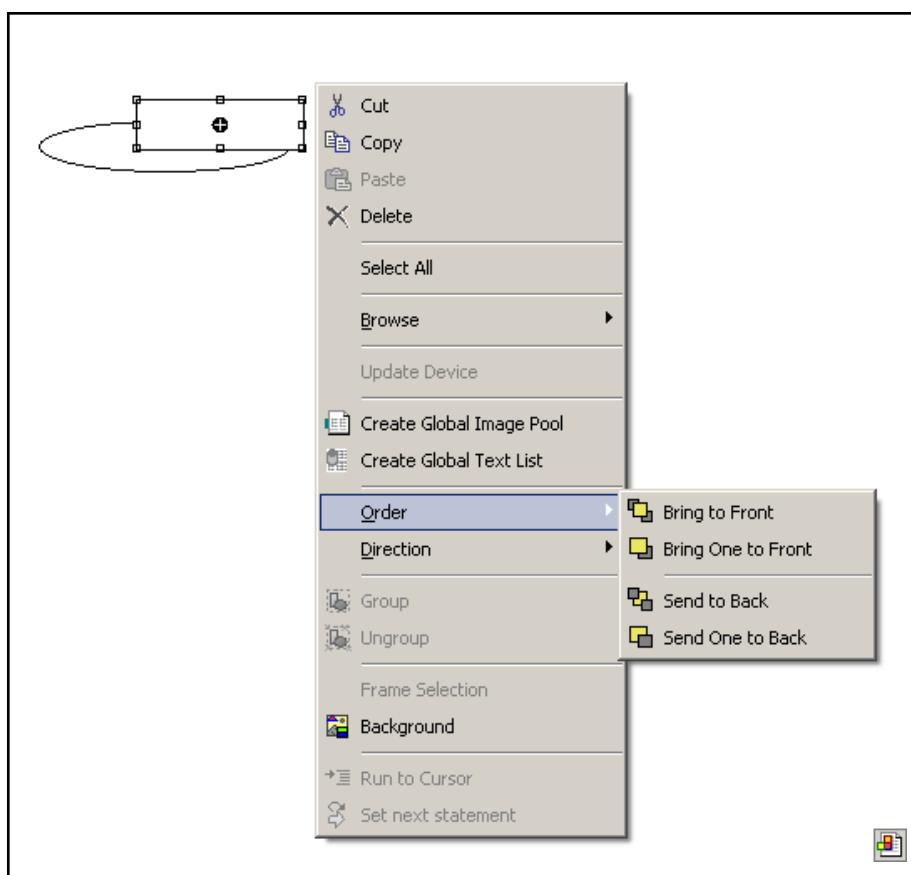 Cut
Copy
Paste
Delete
Select All
Browse
Update Device
Create Global Image Pool
Create Global Text List
Order
Direction
Group
Ungroup
Frame Selection
Background
Run to Cursor
Set next statement
Bring to Front
Bring One to Front
Send to Back
Send One to Back